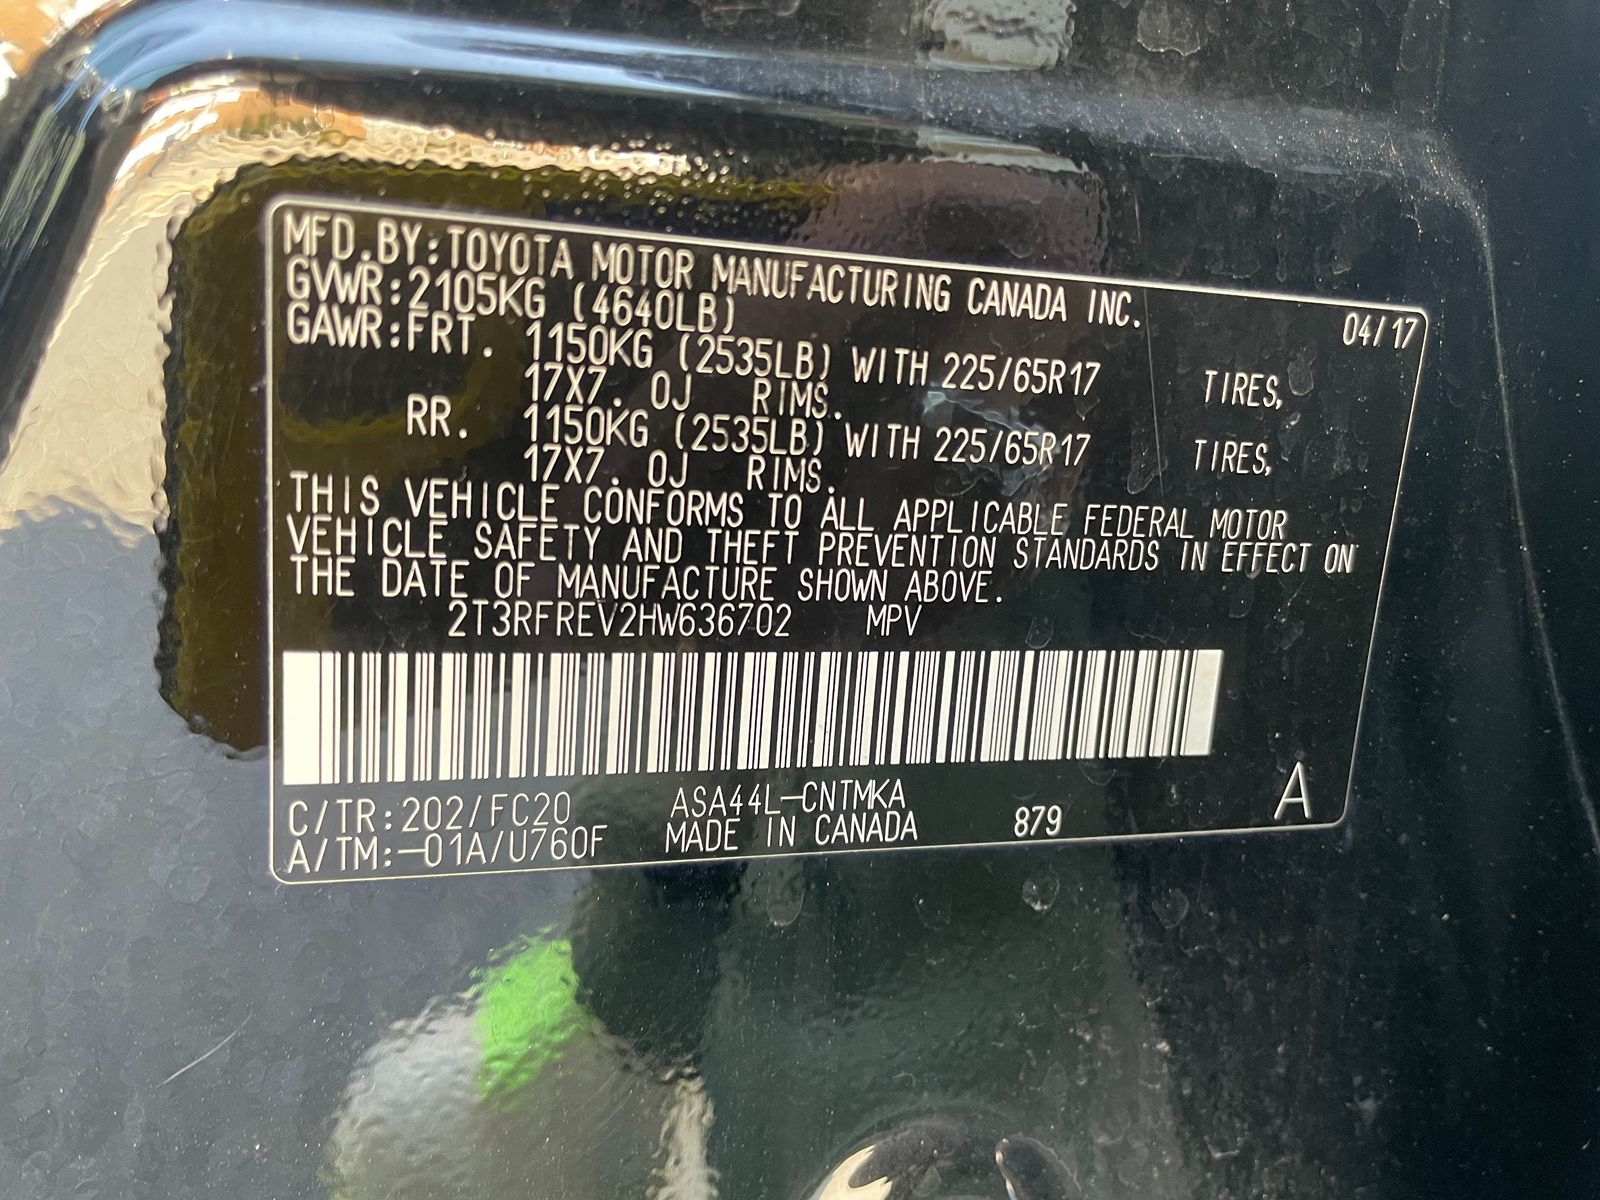 MFD.BY:TOYOTA MOTOR MANUFACTURING CANADA INC.
GVWR:2105KG (4640LB) 04/17
GAWR:FRT. 1150KG (2535LB) WITH 225/65R17 TIRES,
17X7.0J RIMS.
RR. 1150KG (2535LB) WITH 225/65R17 TIRES,
17X7.0J RIMS.
THIS VEHICLE CONFORMS TO ALL APPLICABLE FEDERAL MOTOR
VEHICLE SAFETY AND THEFT PREVENTION STANDARDS IN EFFECT ON
THE DATE OF MANUFACTURE SHOWN ABOVE.
2T3RFREV2HW636702 MPV
C/TR:202/FC20 ASA44L-CNTMKA
A/TM:-01A/U760F MADE IN CANADA 879 A